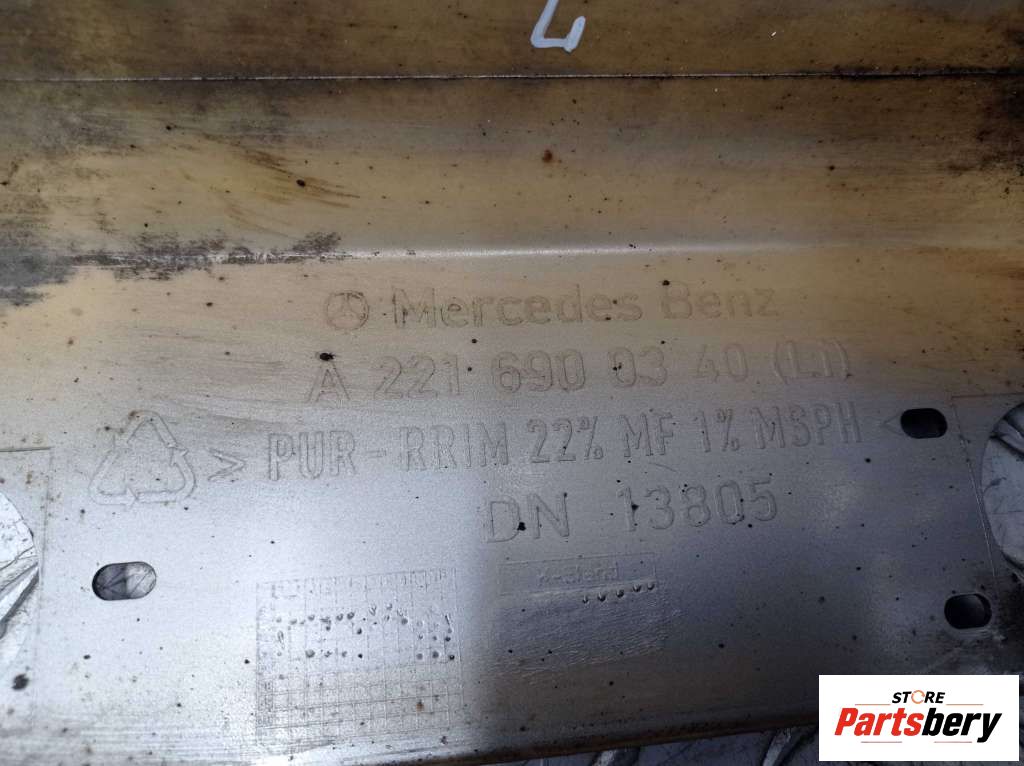 L
Mercedes Benz
A 221 690 03 40 (LI)
> PUR-RRIM 22% MF 1% MSPH <
DN 13805
STORE
Partsbery